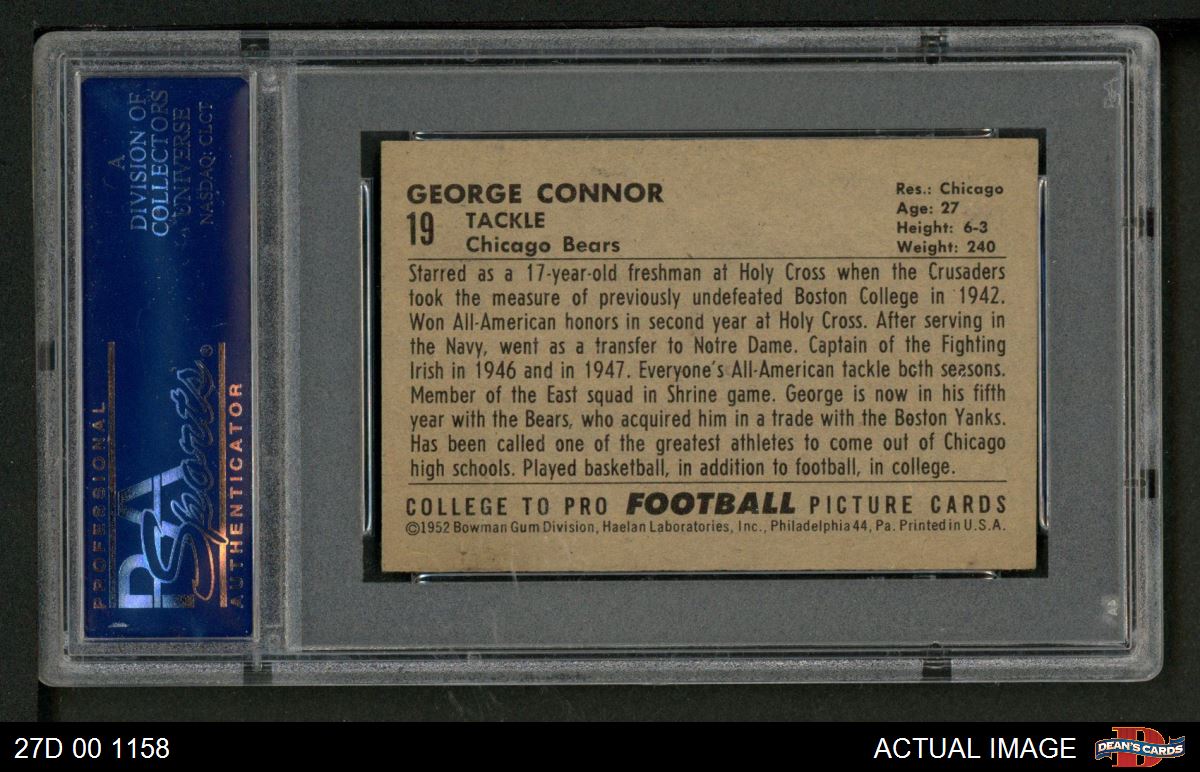 A
DIVISION OF
COLLECTORS
UNIVERSE
NASDAQ: CLCT
PROFESSIONAL
PSA
Sports®
AUTHENTICATOR
GEORGE CONNOR
19 TACKLE
Chicago Bears
Res.: Chicago
Age: 27
Height: 6-3
Weight: 240
Starred as a 17-year-old freshman at Holy Cross when the Crusaders
took the measure of previously undefeated Boston College in 1942.
Won All-American honors in second year at Holy Cross. After serving in
the Navy, went as a transfer to Notre Dame. Captain of the Fighting
Irish in 1946 and in 1947. Everyone's All-American tackle both seasons.
Member of the East squad in Shrine game. George is now in his fifth
year with the Bears, who acquired him in a trade with the Boston Yanks.
Has been called one of the greatest athletes to come out of Chicago
high schools. Played basketball, in addition to football, in college.
COLLEGE TO PRO FOOTBALL PICTURE CARDS
©1952 Bowman Gum Division, Haelan Laboratories, Inc., Philadelphia 44, Pa. Printed in U.S.A.
27D 00 1158
ACTUAL IMAGE
DEAN'S CARDS